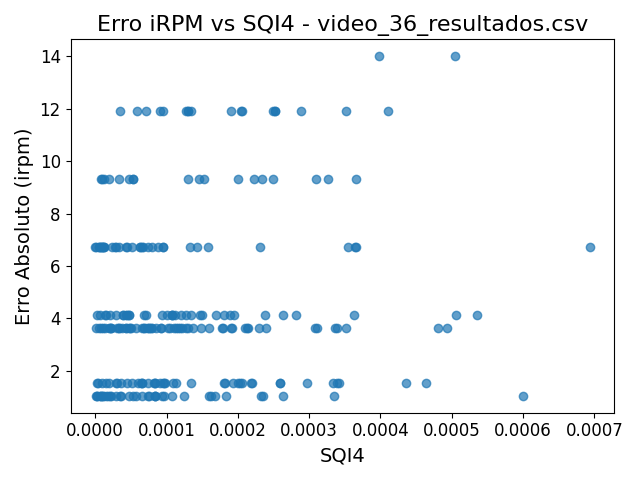 Erro iRPM vs SQI4 - video_36_resultados.csv
Erro Absoluto (irpm)
14
12
10
8
6
4
2
0.0000 0.0001 0.0002 0.0003 0.0004 0.0005 0.0006 0.0007
SQI4